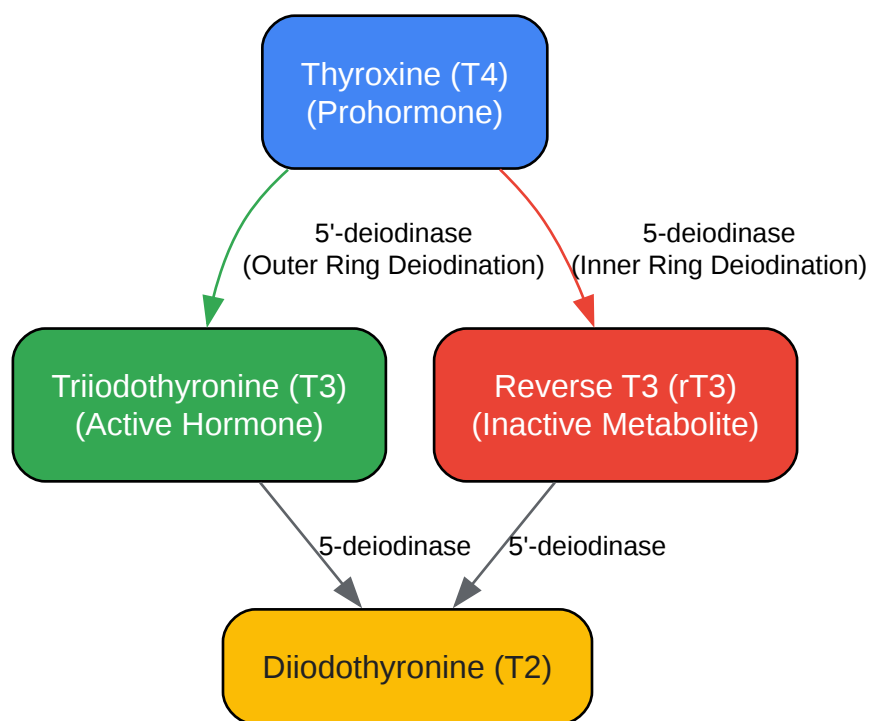 Thyroxine (T4)
(Prohormone)
5'-deiodinase
(Outer Ring Deiodination)
5-deiodinase
(Inner Ring Deiodination)
Triiodothyronine (T3)
(Active Hormone)
Reverse T3 (rT3)
(Inactive Metabolite)
5-deiodinase
5'-deiodinase
Diiodothyronine (T2)